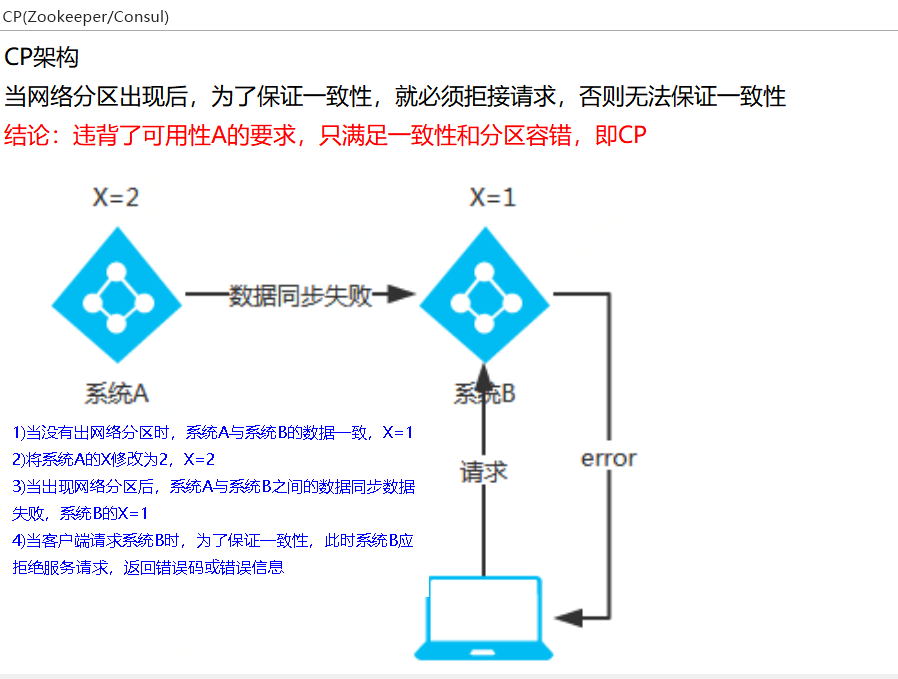 CP(Zookeeper/Consul)
CP架构
当网络分区出现后，为了保证一致性，就必须拒接请求，否则无法保证一致性
结论：违背了可用性A的要求，只满足一致性和分区容错，即CP
X=2
X=1
数据同步失败
系统A
系统B
1)当没有出网络分区时，系统A与系统B的数据一致，X=1
2)将系统A的X修改为2，X=2
3)当出现网络分区后，系统A与系统B之间的数据同步数据
失败，系统B的X=1
4)当客户端请求系统B时，为了保证一致性，此时系统B应
拒绝服务请求，返回错误码或错误信息
请求
error